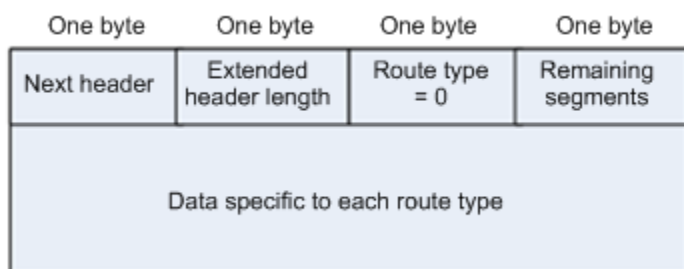 One byte One byte One byte One byte
Next header Extended header length Route type = 0 Remaining segments
Data specific to each route type